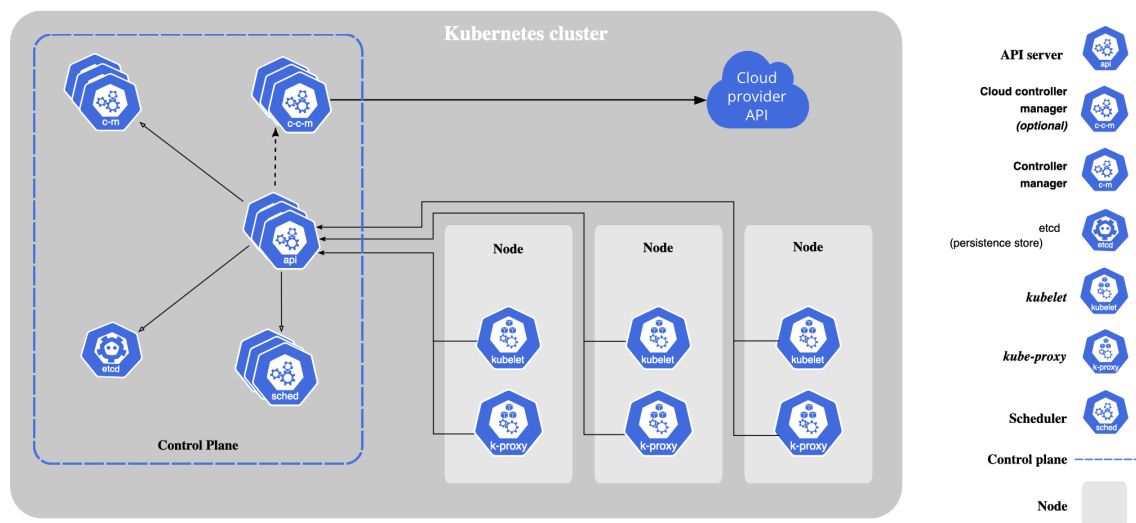 Kubernetes cluster
Cloud
provider
API
c-m
c-c-m
api
etcd
sched
Control Plane
Node
kubelet
k-proxy
Node
kubelet
k-proxy
Node
kubelet
k-proxy
API server
api
Cloud controller
manager
(optional)
c-c-m
Controller
manager
c-m
etcd
(persistence store)
etcd
kubelet
kubelet
kube-proxy
k-proxy
Scheduler
sched
Control plane
Node